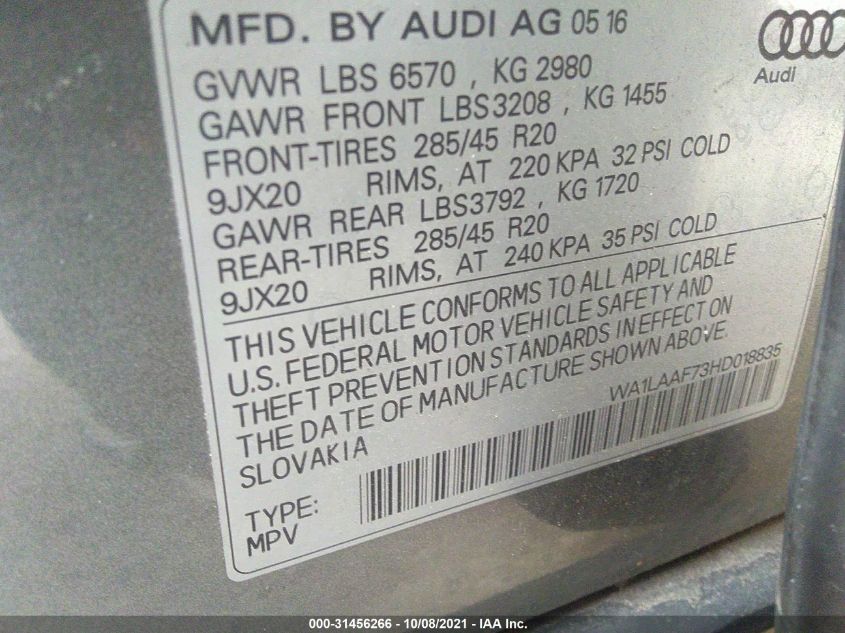 MFD. BY AUDI AG 05 16
Audi
GVWR LBS 6570 , KG 2980
GAWR FRONT LBS3208 , KG 1455
FRONT-TIRES 285/45 R20
9JX20 RIMS, AT 220 KPA 32 PSI COLD
GAWR REAR LBS3792 , KG 1720
REAR-TIRES 285/45 R20
9JX20 RIMS, AT 240 KPA 35 PSI COLD
THIS VEHICLE CONFORMS TO ALL APPLICABLE
U.S. FEDERAL MOTOR VEHICLE SAFETY AND
THEFT PREVENTION STANDARDS IN EFFECT ON
THE DATE OF MANUFACTURE SHOWN ABOVE.
SLOVAKIA
WA1LAAF73HD018835
TYPE:
MPV
000-31456266 - 10/08/2021 - IAA Inc.